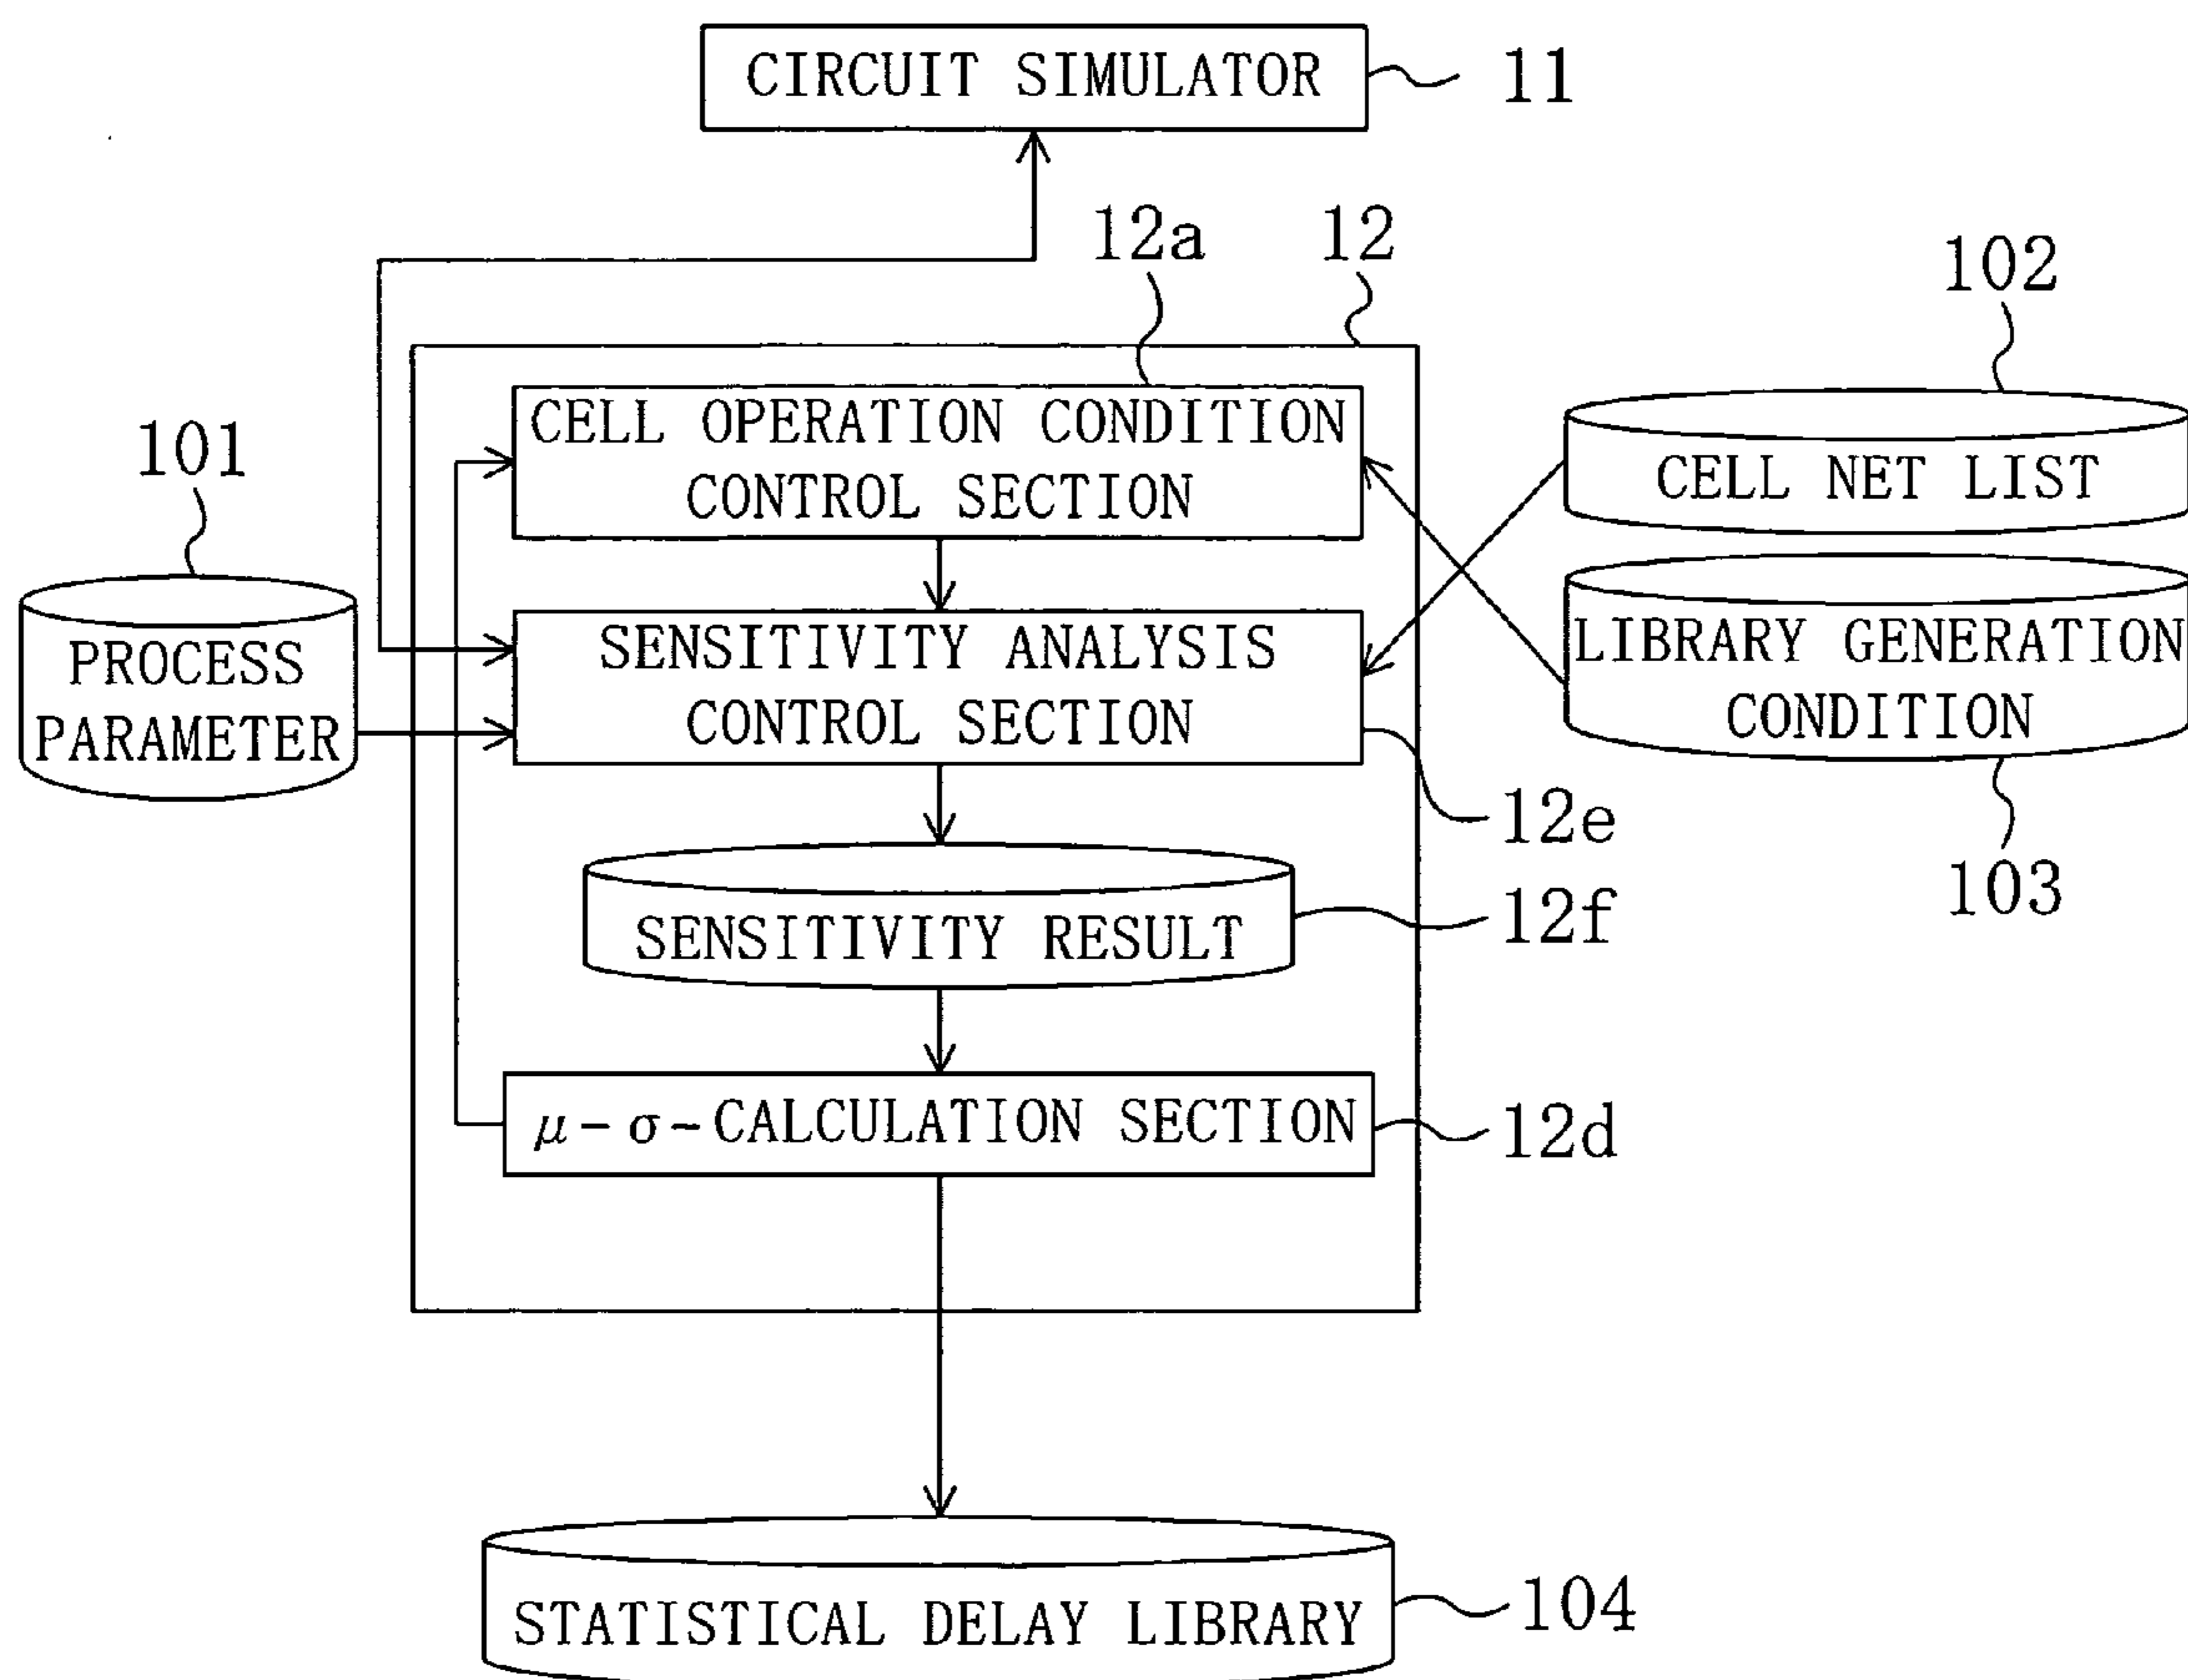 CIRCUIT SIMULATOR
11
12a
12
102
CELL OPERATION CONDITION
CONTROL SECTION
101
CELL NET LIST
PROCESS
PARAMETER
SENSITIVITY ANALYSIS
CONTROL SECTION
LIBRARY GENERATION
CONDITION
12e
103
SENSITIVITY RESULT
12f
μ-σ-CALCULATION SECTION
12d
STATISTICAL DELAY LIBRARY
104